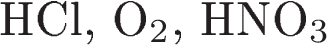 HCl, O₂, HNO₃